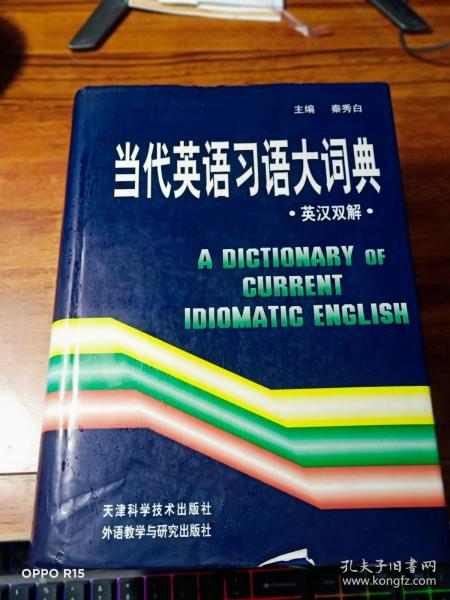 主编 秦秀白
当代英语习语大词典
·英汉双解·
A DICTIONARY OF
CURRENT
IDIOMATIC ENGLISH
天津科学技术出版社
外语教学与研究出版社
OPPO R15
孔夫子旧书网
www.kongfz.com